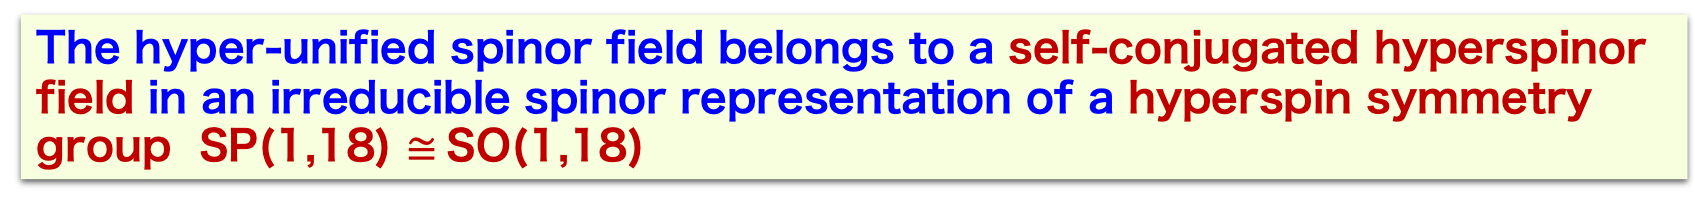 The hyper-unified spinor field belongs to a self-conjugated hyperspinor
field in an irreducible spinor representation of a hyperspin symmetry
group SP(1,18) ≅ SO(1,18)